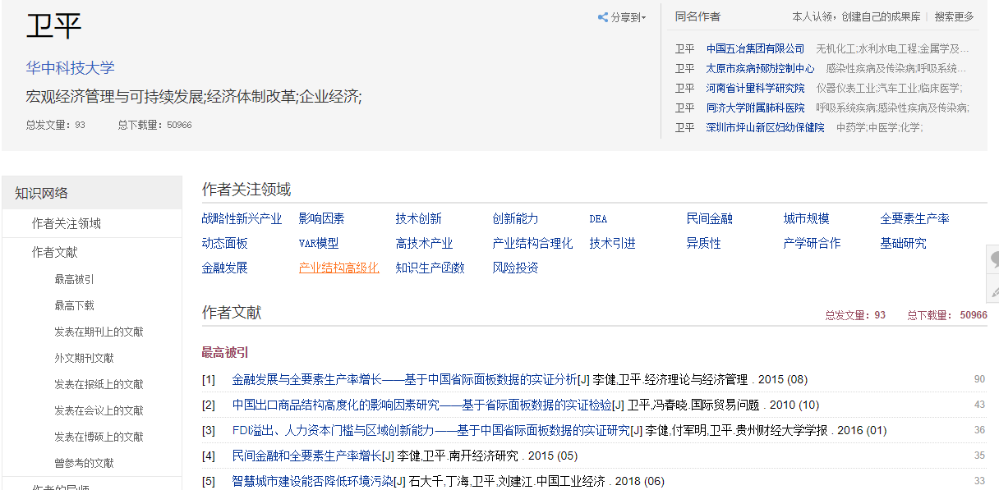 卫平
分享到
华中科技大学
宏观经济管理与可持续发展;经济体制改革;企业经济;
总发文量：93 总下载量：50966
同名作者 本人认领，创建自己的成果库 | 搜索更多
卫平 中国五冶集团有限公司 无机化工;水利水电工程;金属学及...
卫平 太原市疾病预防控制中心 感染性疾病及传染病;呼吸系统...
卫平 河南省计量科学研究院 仪器仪表工业;汽车工业;临床医学;
卫平 同济大学附属肺科医院 呼吸系统疾病;感染性疾病及传染病;
卫平 深圳市坪山新区妇幼保健院 中药学;中医学;化学;
知识网络
作者关注领域
作者文献
最高被引
最高下载
发表在期刊上的文献
外文期刊文献
发表在报纸上的文献
发表在会议上的文献
发表在博硕上的文献
曾参考的文献
作者的导师
作者关注领域
战略性新兴产业 影响因素 技术创新 创新能力 DEA 民间金融 城市规模 全要素生产率
动态面板 VAR模型 高技术产业 产业结构合理化 技术引进 异质性 产学研合作 基础研究
金融发展 产业结构高级化 知识生产函数 风险投资
作者文献 总发文量：93 总下载量：50966
最高被引
[1] 金融发展与全要素生产率增长——基于中国省际面板数据的实证分析[J] 李健,卫平.经济理论与经济管理 . 2015 (08) 90
[2] 中国出口商品结构高度化的影响因素研究——基于省际面板数据的实证检验[J] 卫平,冯春晓.国际贸易问题 . 2010 (10) 43
[3] FDI溢出、人力资本门槛与区域创新能力——基于中国省际面板数据的实证研究[J] 李健,付军明,卫平.贵州财经大学学报 . 2016 (01) 36
[4] 民间金融和全要素生产率增长[J] 李健,卫平.南开经济研究 . 2015 (05) 35
[5] 智慧城市建设能否降低环境污染[J] 石大千,丁海,卫平,刘建江.中国工业经济 . 2018 (06) 33